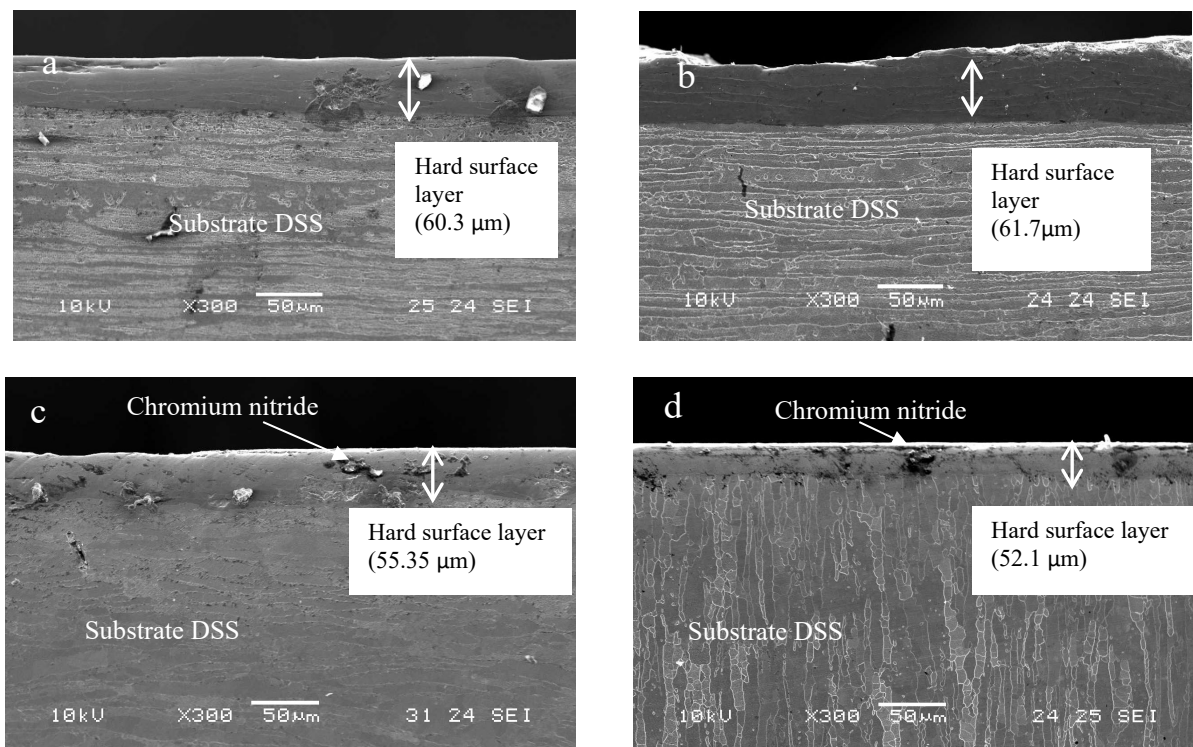 a
Hard surface
layer
(60.3 μm)
Substrate DSS
10kV X300 50μm 25 24 SEI
b
Hard surface
layer
(61.7μm)
Substrate DSS
10kV X300 50μm 24 24 SEI
c
Chromium nitride
Hard surface layer
(55.35 μm)
Substrate DSS
10kV X300 50μm 31 24 SEI
d
Chromium nitride
Hard surface layer
(52.1 μm)
Substrate DSS
10kV X300 50μm 24 25 SEI